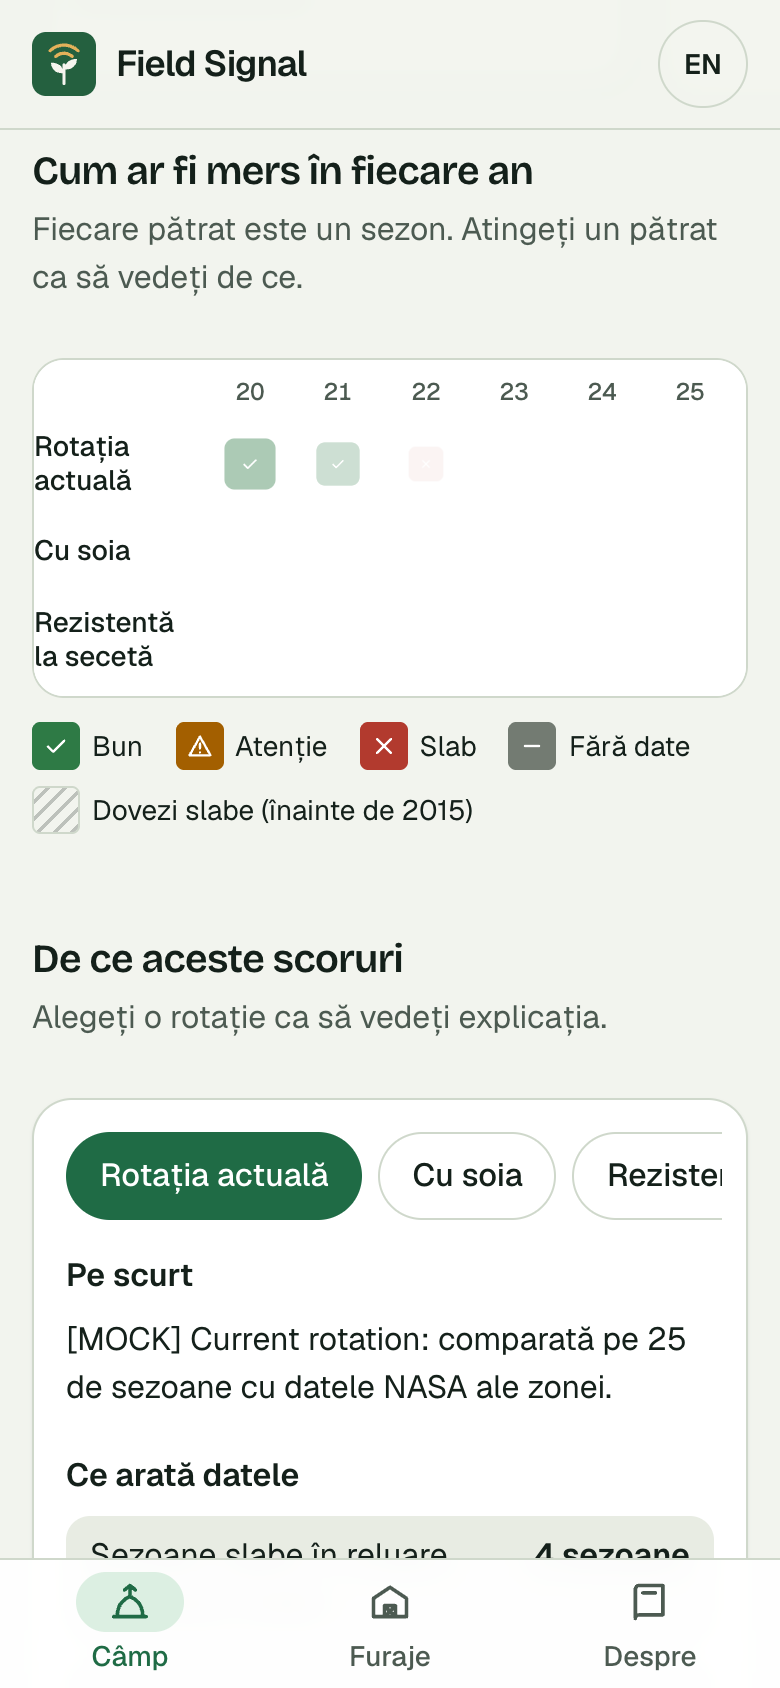 Field Signal
EN
Cum ar fi mers în fiecare an
Fiecare pătrat este un sezon. Atingeți un pătrat
ca să vedeți de ce.
20 21 22 23 24 25
Rotația
actuală
Cu soia
Rezistentă
la secetă
Bun Atenție Slab Fără date
Dovezi slabe (înainte de 2015)
De ce aceste scoruri
Alegeți o rotație ca să vedeți explicația.
Rotația actuală Cu soia
Pe scurt
[MOCK] Current rotation: comparată pe 25
de sezoane cu datele NASA ale zonei.
Ce arată datele
Sezoane slabe în reluare 4 sezoane
Câmp Furaje Despre